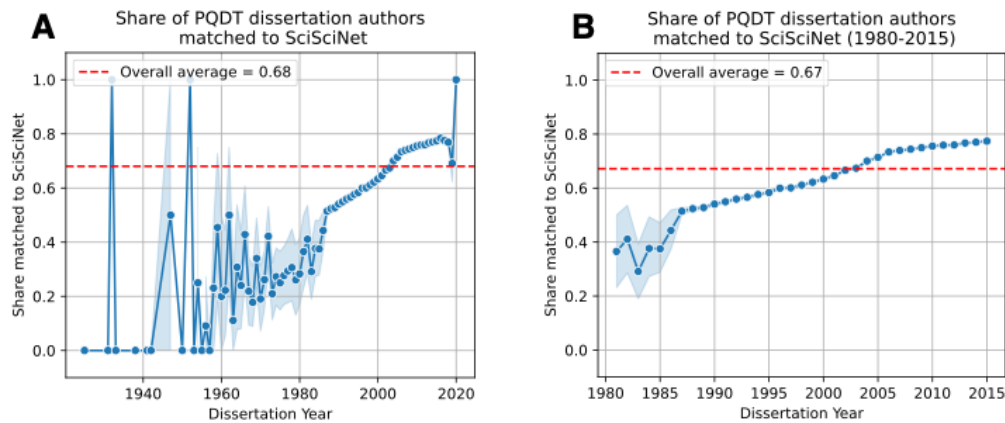 A
Share of PQDT dissertation authors
matched to SciSciNet
Overall average = 0.68
Share matched to SciSciNet
1.0
0.8
0.6
0.4
0.2
0.0
1940
1960
1980
2000
2020
Dissertation Year
B
Share of PQDT dissertation authors
matched to SciSciNet (1980-2015)
Overall average = 0.67
Share matched to SciSciNet
1.0
0.8
0.6
0.4
0.2
0.0
1980
1985
1990
1995
2000
2005
2010
2015
Dissertation Year